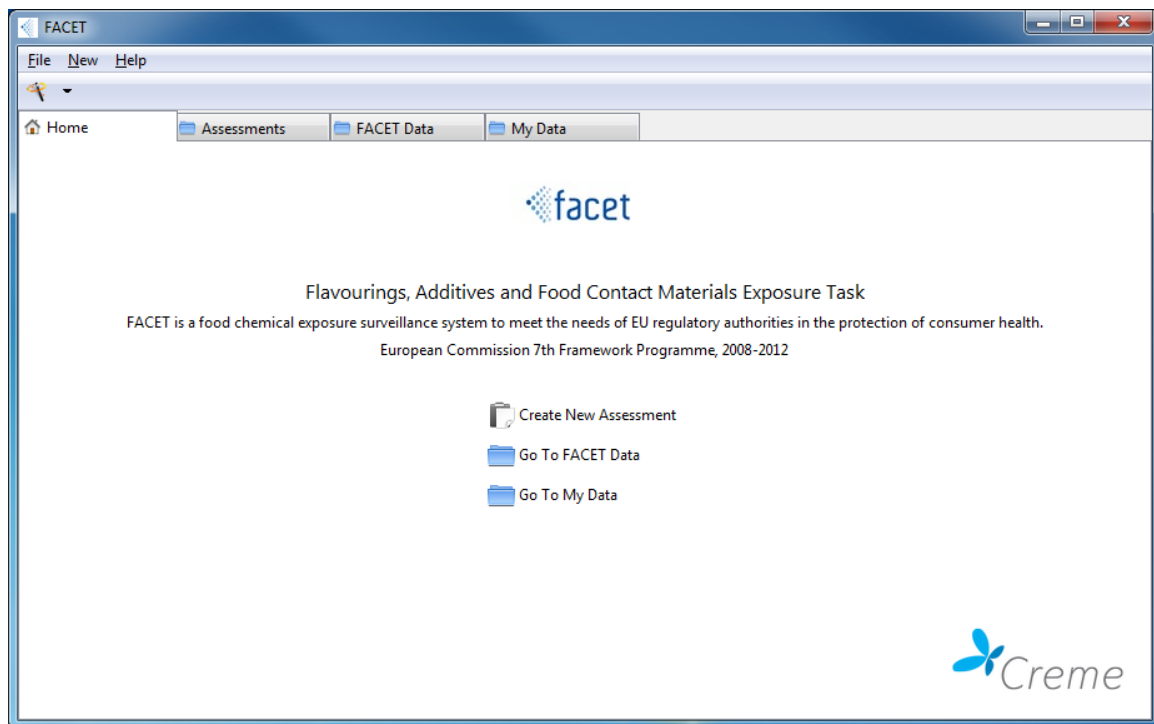 FACET
File New Help
Home Assessments FACET Data My Data
facet
Flavourings, Additives and Food Contact Materials Exposure Task
FACET is a food chemical exposure surveillance system to meet the needs of EU regulatory authorities in the protection of consumer health.
European Commission 7th Framework Programme, 2008-2012
Create New Assessment
Go To FACET Data
Go To My Data
Creme